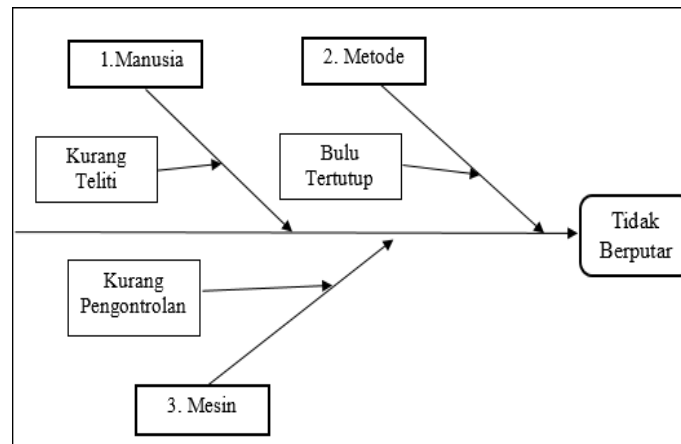 1.Manusia
2. Metode
Kurang
Teliti
Bulu
Tertutup
Tidak
Berputar
Kurang
Pengontrolan
3. Mesin